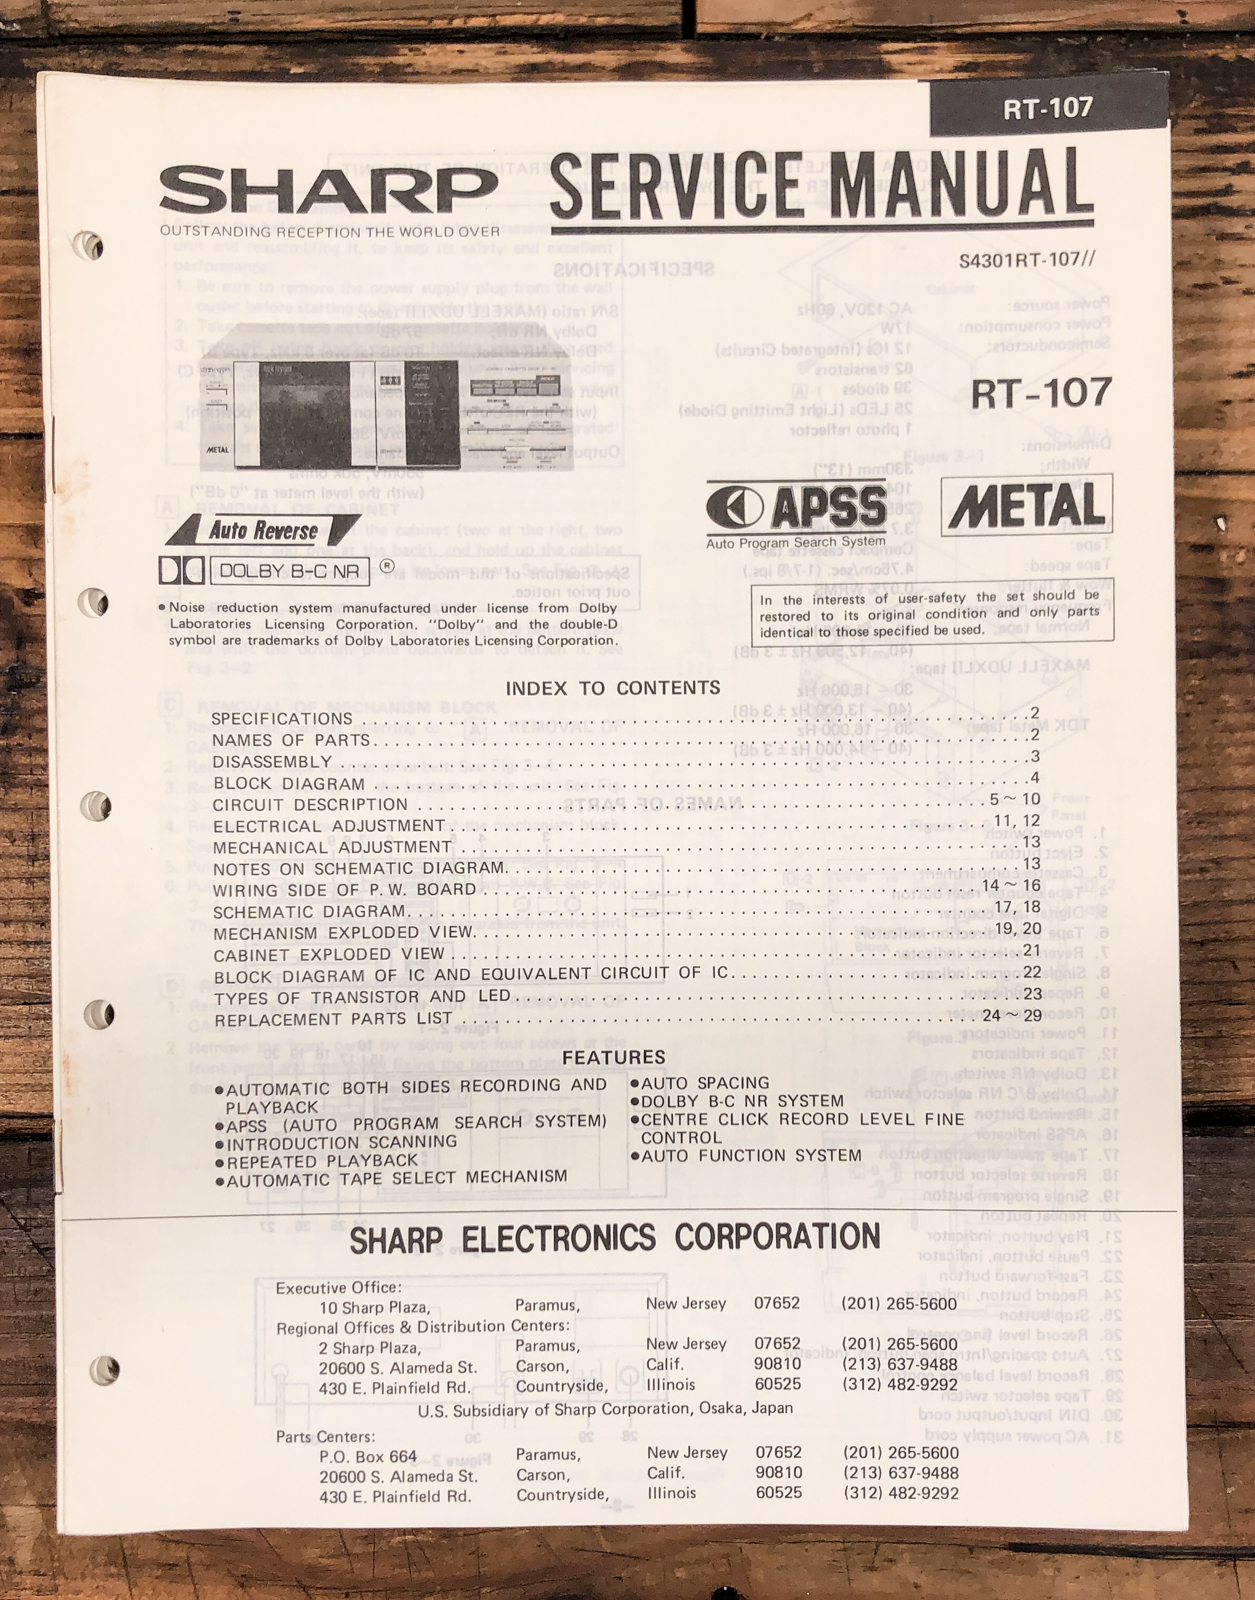 RT-107
SHARP
SERVICE MANUAL
OUTSTANDING RECEPTION THE WORLD OVER
S4301RT-107//
RT-107
METAL
APSS
Auto Program Search System
METAL
Auto Reverse
DOLBY B-C NR ®
● Noise reduction system manufactured under license from Dolby
Laboratories Licensing Corporation. "Dolby" and the double-D
symbol are trademarks of Dolby Laboratories Licensing Corporation.
In the interests of user-safety the set should be
restored to its original condition and only parts
identical to those specified be used.
INDEX TO CONTENTS
SPECIFICATIONS . . . . . . . . . . 2
NAMES OF PARTS . . . . . . . . . . 2
DISASSEMBLY . . . . . . . . . . 3
BLOCK DIAGRAM . . . . . . . . . . 4
CIRCUIT DESCRIPTION . . . . . . . . . . 5 ~ 10
ELECTRICAL ADJUSTMENT . . . . . . . . . . 11, 12
MECHANICAL ADJUSTMENT . . . . . . . . . . 13
NOTES ON SCHEMATIC DIAGRAM . . . . . . . . . . 13
WIRING SIDE OF P.W. BOARD . . . . . . . . . . 14 ~ 16
SCHEMATIC DIAGRAM . . . . . . . . . . 17, 18
MECHANISM EXPLODED VIEW . . . . . . . . . . 19, 20
CABINET EXPLODED VIEW . . . . . . . . . . 21
BLOCK DIAGRAM OF IC AND EQUIVALENT CIRCUIT OF IC . . . . . . . . . . 22
TYPES OF TRANSISTOR AND LED . . . . . . . . . . 23
REPLACEMENT PARTS LIST . . . . . . . . . . 24 ~ 29
FEATURES
●AUTOMATIC BOTH SIDES RECORDING AND
PLAYBACK
●APSS (AUTO PROGRAM SEARCH SYSTEM)
●INTRODUCTION SCANNING
●REPEATED PLAYBACK
●AUTOMATIC TAPE SELECT MECHANISM
●AUTO SPACING
●DOLBY B-C NR SYSTEM
●CENTRE CLICK RECORD LEVEL FINE
CONTROL
●AUTO FUNCTION SYSTEM
SHARP ELECTRONICS CORPORATION
Executive Office:
10 Sharp Plaza, Paramus, New Jersey 07652 (201) 265-5600
Regional Offices & Distribution Centers:
2 Sharp Plaza, Paramus, New Jersey 07652 (201) 265-5600
20600 S. Alameda St. Carson, Calif. 90810 (213) 637-9488
430 E. Plainfield Rd. Countryside, Illinois 60525 (312) 482-9292
U.S. Subsidiary of Sharp Corporation, Osaka, Japan
Parts Centers:
P.O. Box 664 Paramus, New Jersey 07652 (201) 265-5600
20600 S. Alameda St. Carson, Calif. 90810 (213) 637-9488
430 E. Plainfield Rd. Countryside, Illinois 60525 (312) 482-9292